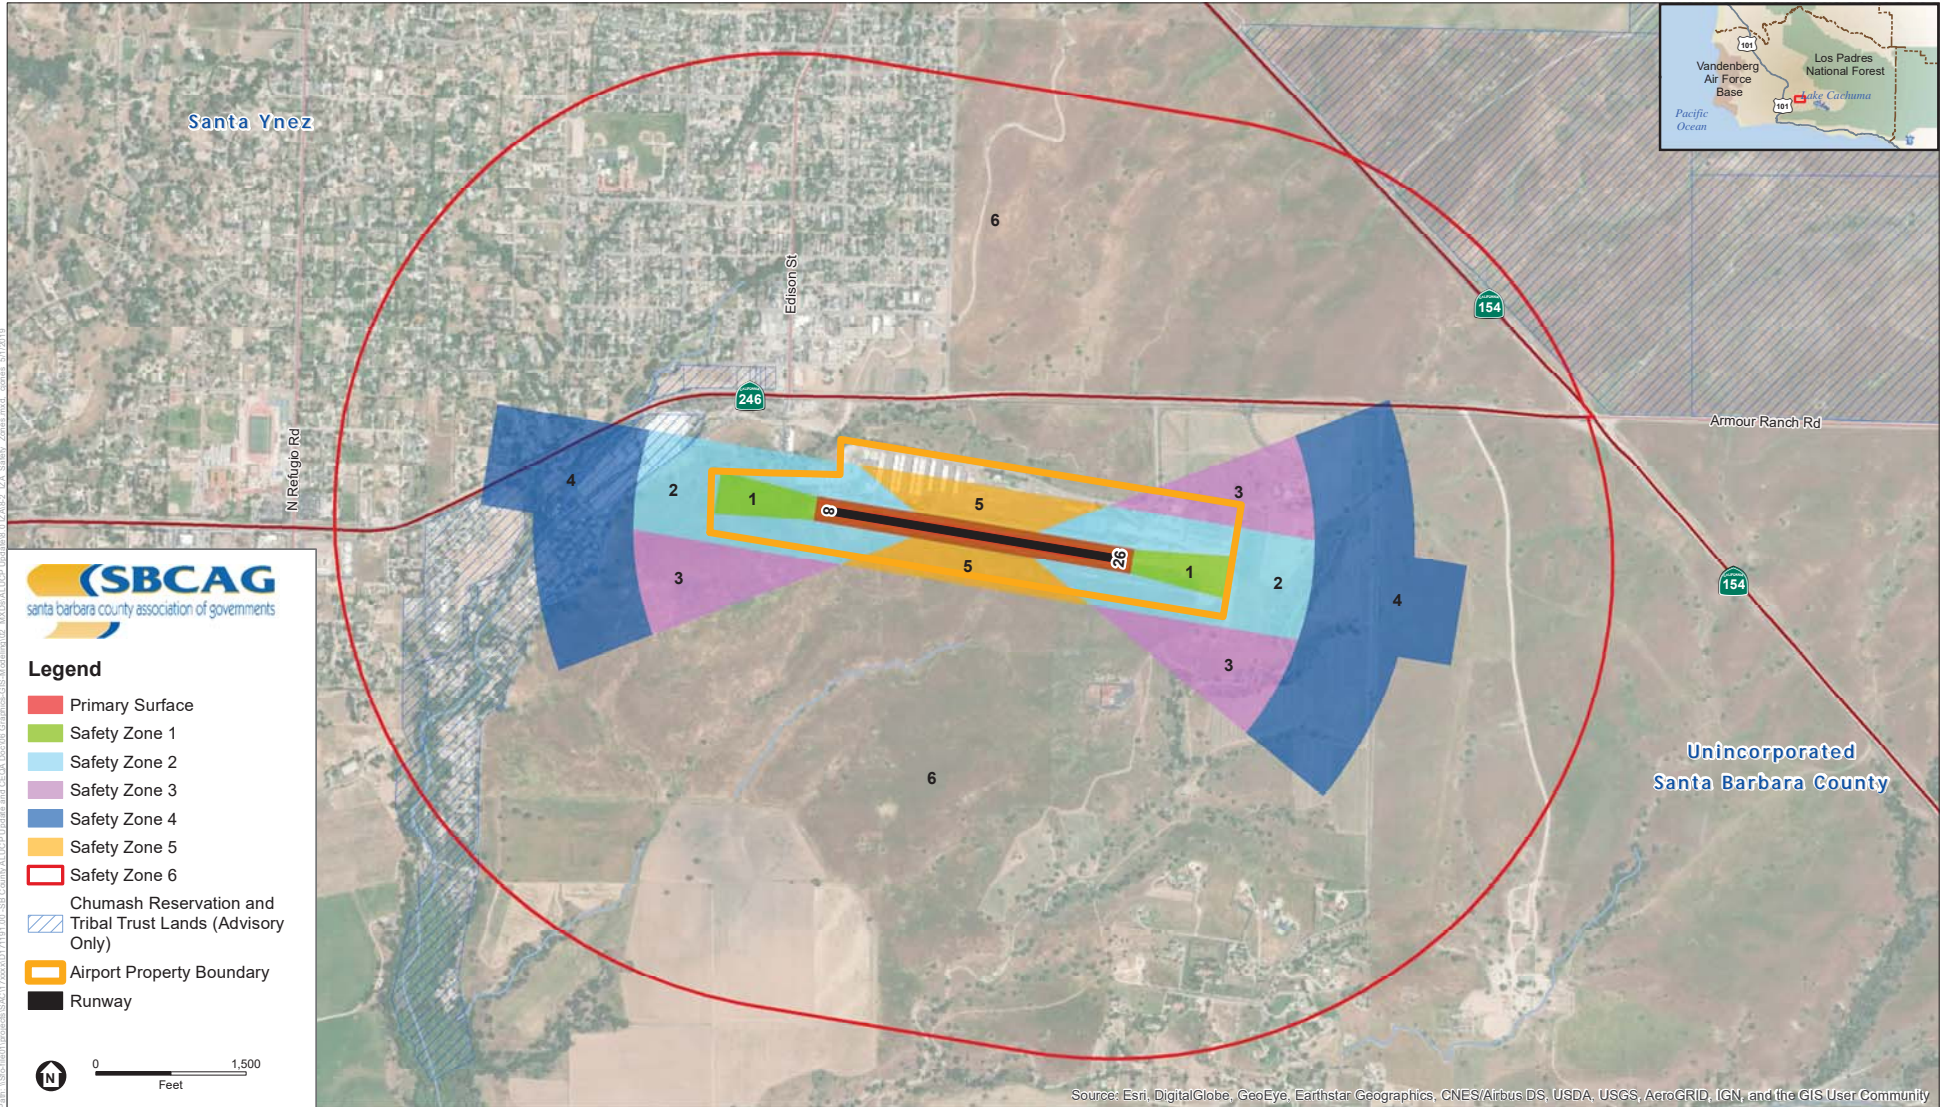 Santa Ynez
Vandenberg
Air Force
Base
Los Padres
National Forest
Lake Cachuma
Pacific
Ocean
101
101
6
Edison St
154
246
Armour Ranch Rd
N Refugio Rd
4
2
1
8
5
3
26
5
1
2
3
4
3
154
6
Unincorporated
Santa Barbara County
SBCAG
santa barbara county association of governments
Legend
Primary Surface
Safety Zone 1
Safety Zone 2
Safety Zone 3
Safety Zone 4
Safety Zone 5
Safety Zone 6
Chumash Reservation and
Tribal Trust Lands (Advisory
Only)
Airport Property Boundary
Runway
N
0 1,500
Feet
Source: Esri, DigitalGlobe, GeoEye, Earthstar Geographics, CNES/Airbus DS, USDA, USGS, AeroGRID, IGN, and the GIS User Community